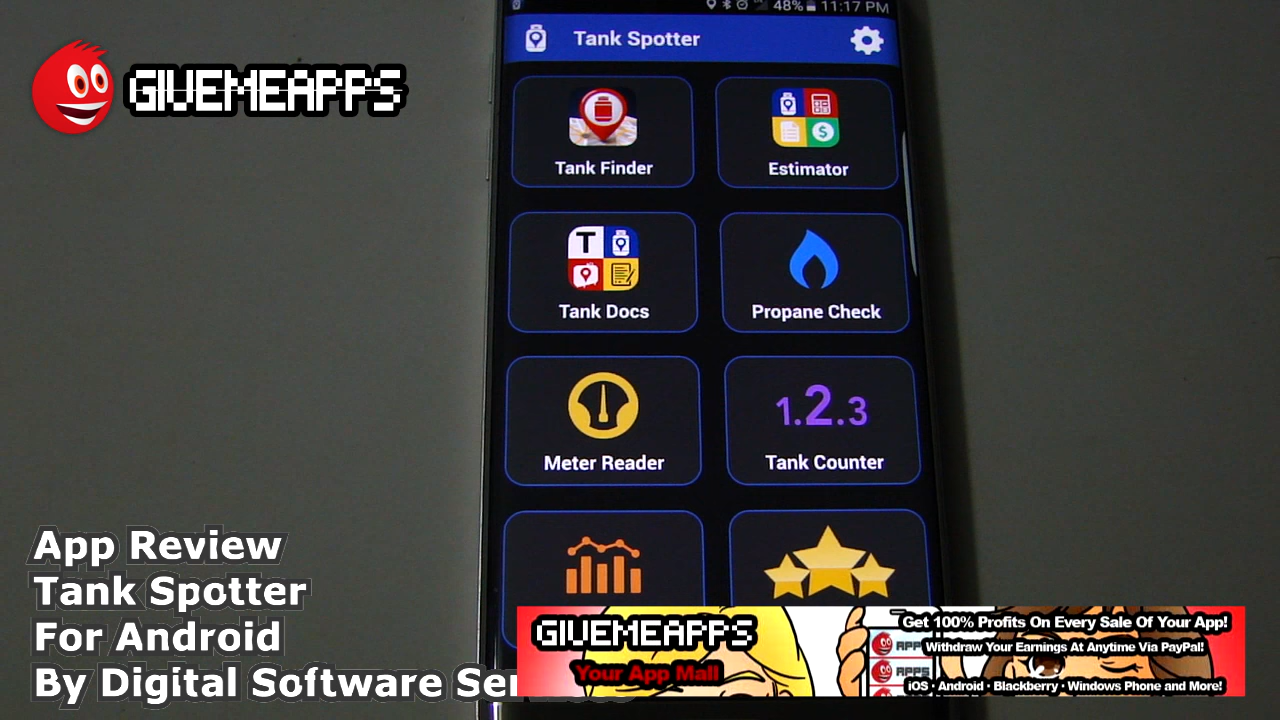 48% 11:17 PM
Tank Spotter
GIVEMEAPPS
Tank Finder
Estimator
T
Tank Docs
Propane Check
1.2.3
Meter Reader
Tank Counter
App Review
Tank Spotter
For Android
By Digital Software Ser
GIVEMEAPPS
Your App Mall
Get 100% Profits On Every Sale Of Your App!
Withdraw Your Earnings At Anytime Via PayPal!
APPS
iOS • Android • Blackberry • Windows Phone and More!